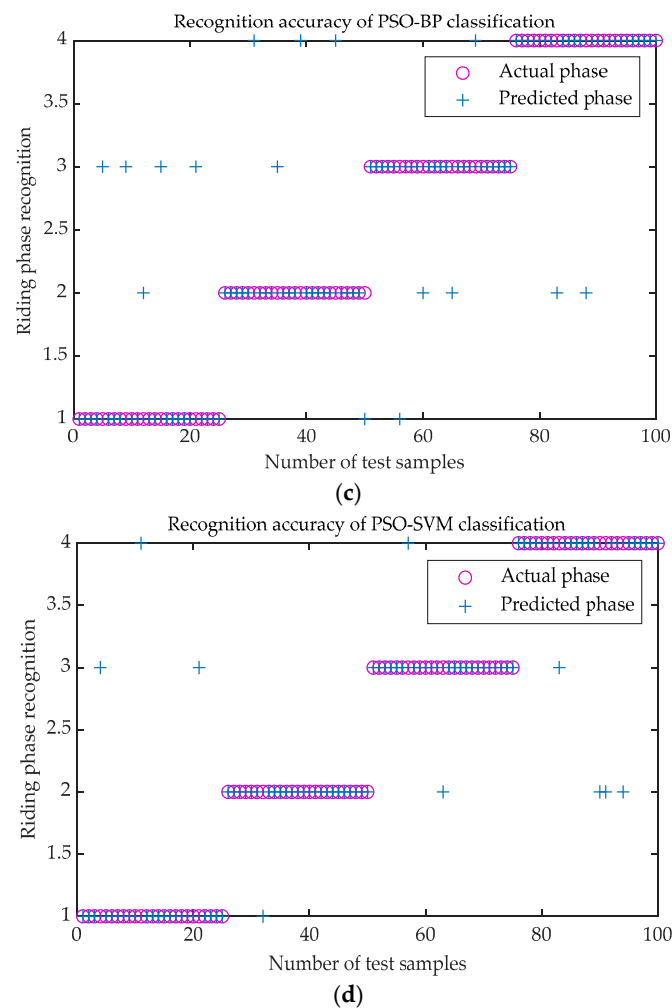 Recognition accuracy of PSO-BP classification
4
3.5
3
2.5
2
1.5
1
Riding phase recognition
Actual phase
Predicted phase
0 20 40 60 80 100
Number of test samples
(c)
Recognition accuracy of PSO-SVM classification
4
3.5
3
2.5
2
1.5
1
Riding phase recognition
Actual phase
Predicted phase
0 20 40 60 80 100
Number of test samples
(d)